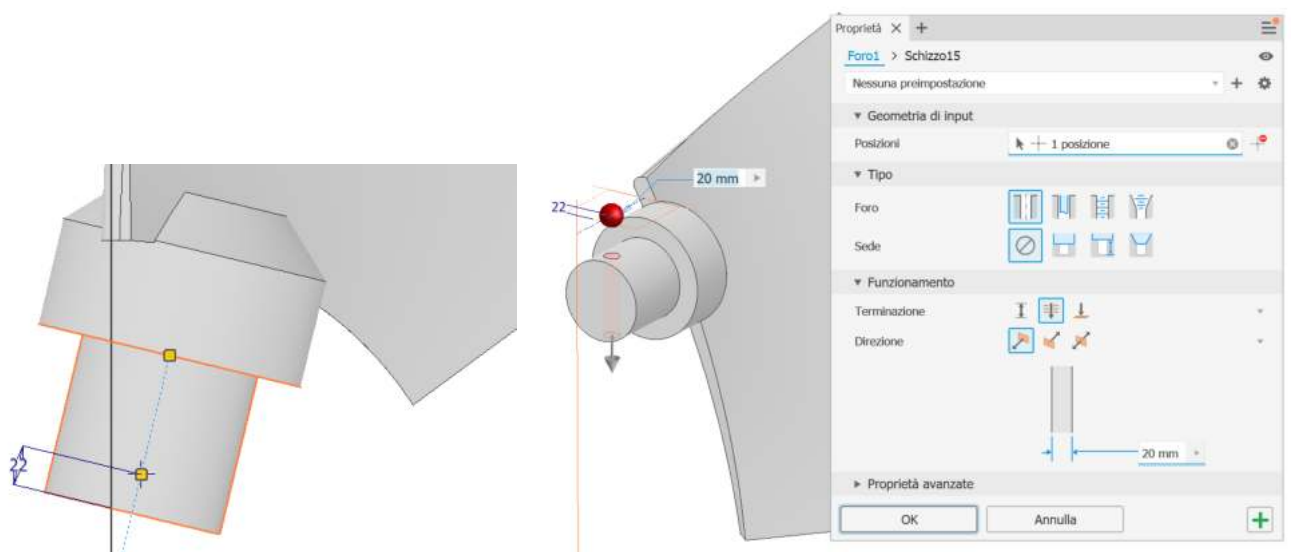 22
22
20 mm
Proprietà
Foro1 > Schizzo15
Nessuna preimpostazione
Geometria di input
Posizioni 1 posizione
Tipo
Foro
Sede
Funzionamento
Terminazione
Direzione
20 mm
Proprietà avanzate
OK Annulla